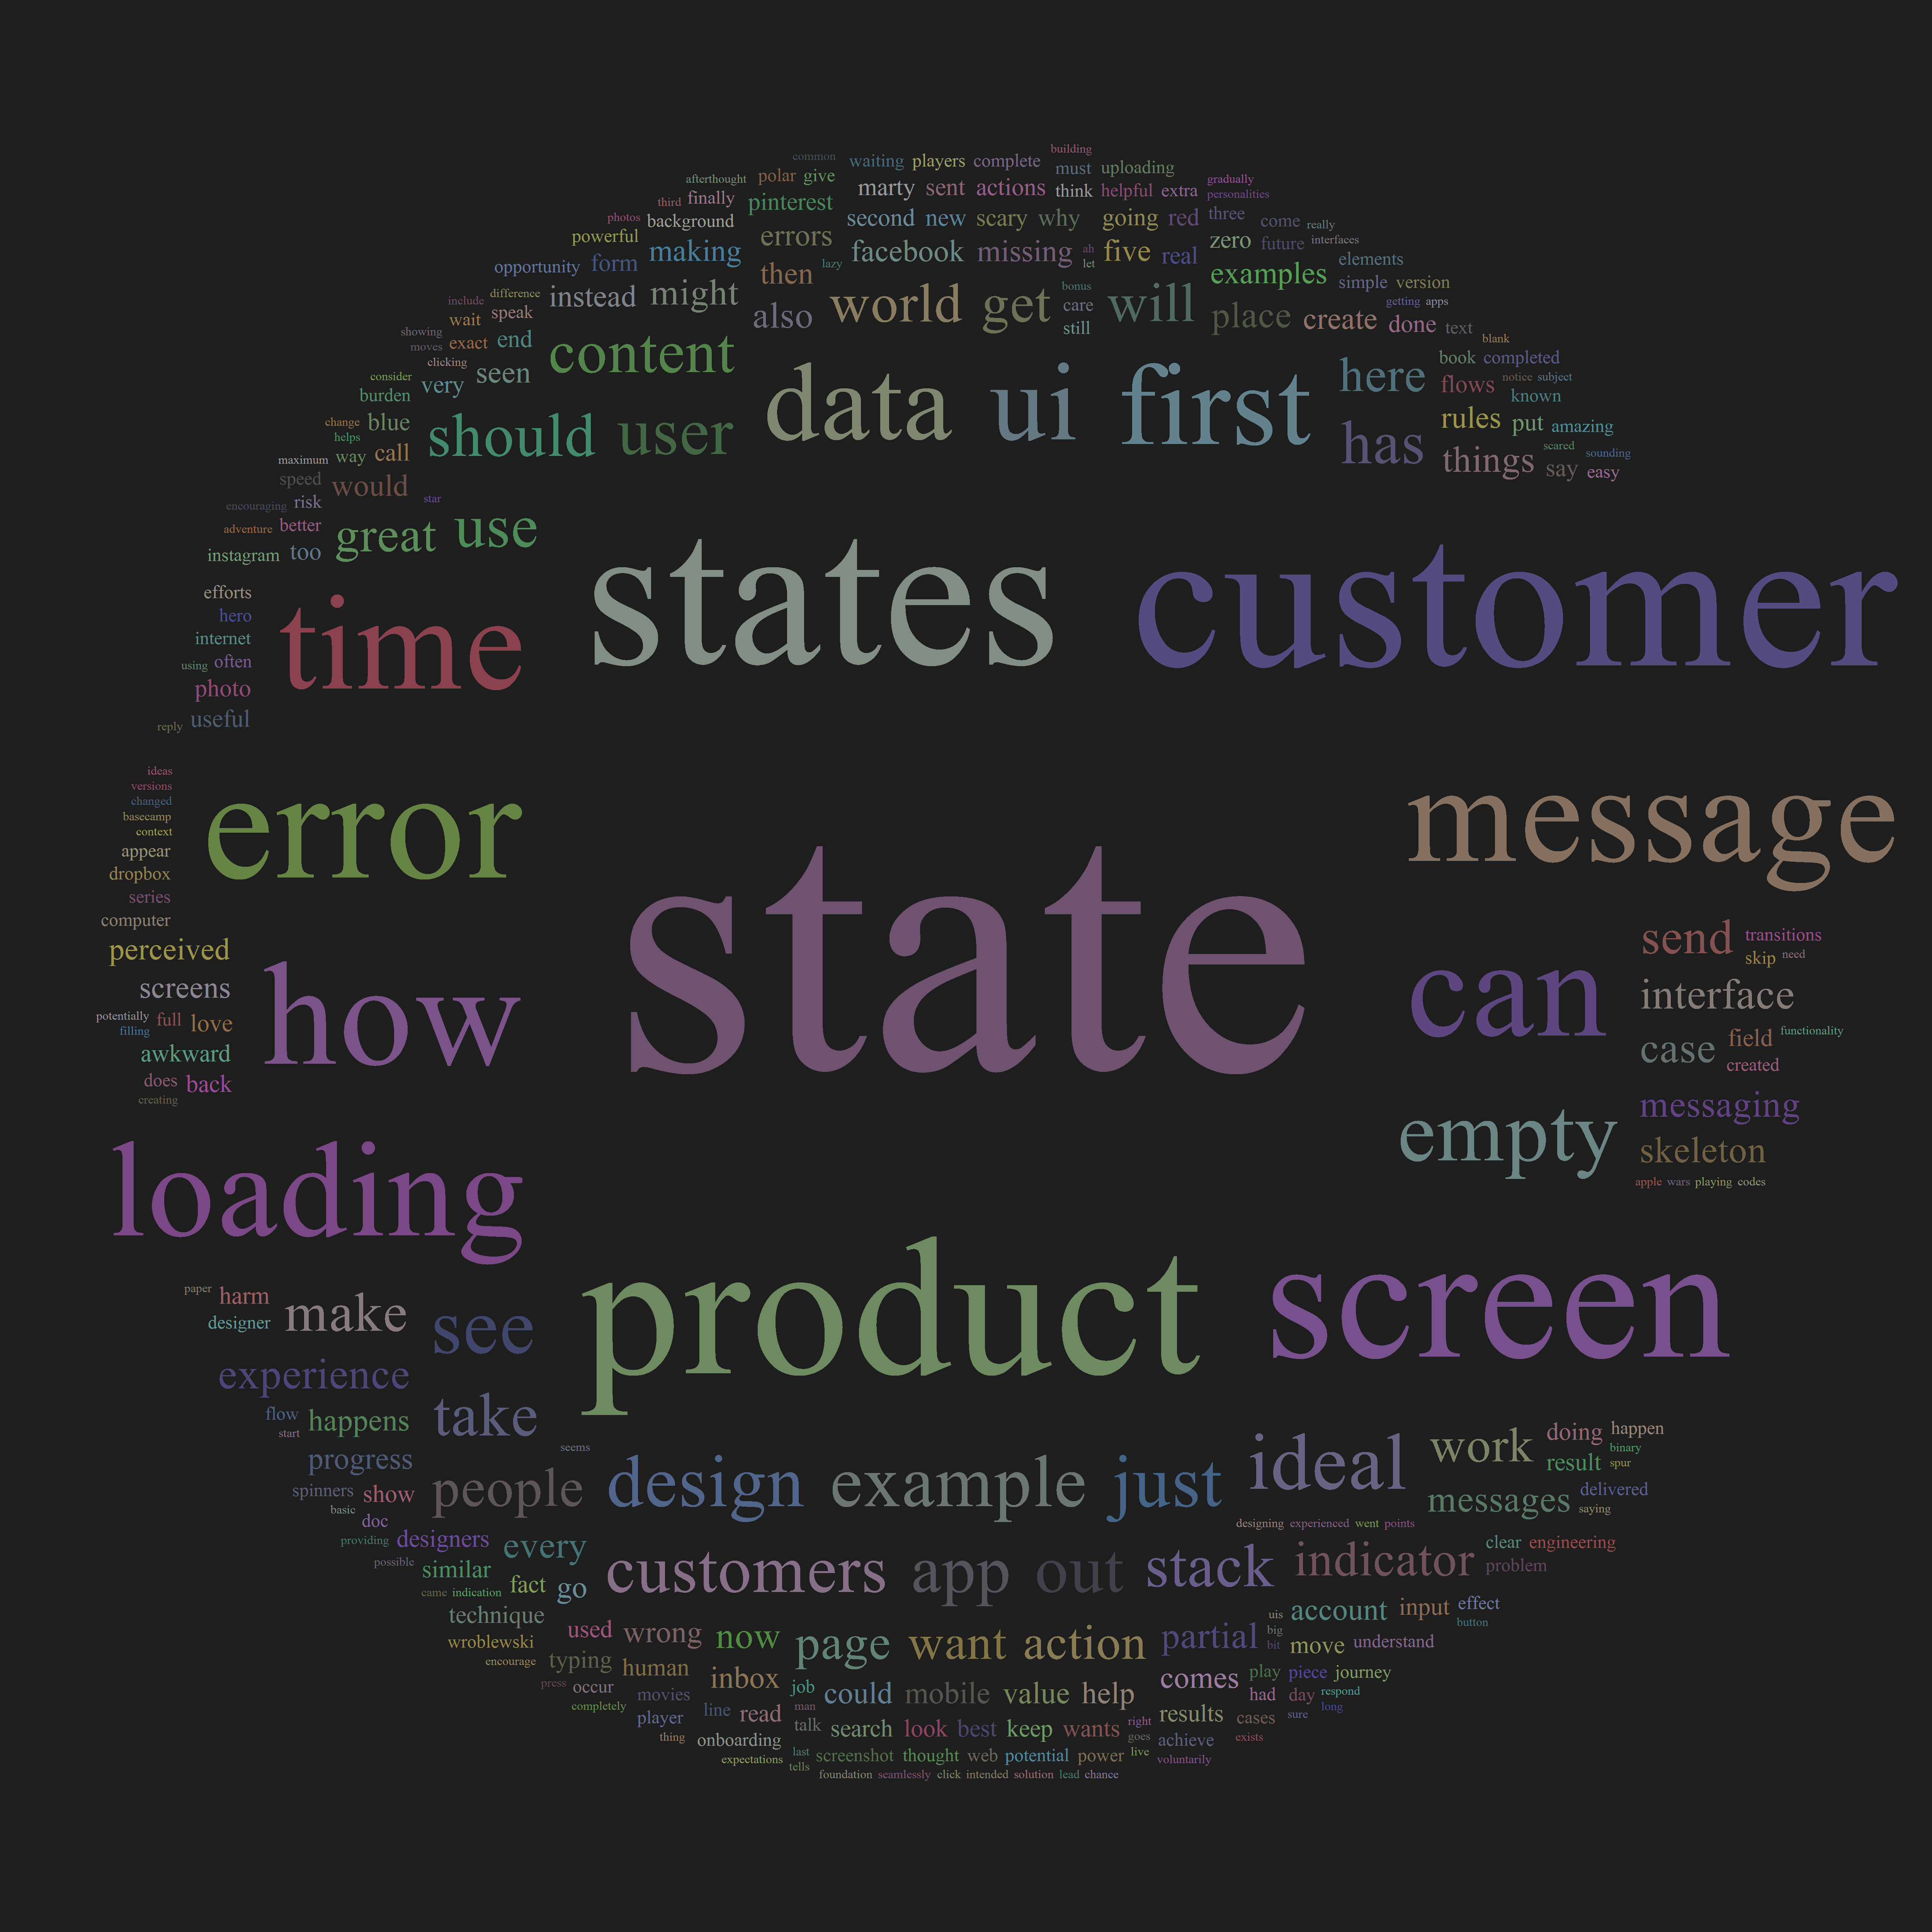 common waiting players complete building
must uploading
afterthought polar give marty sent actions think helpful extra gradually
personalities
third finally pinterest
photos background second new scary why going red three come really
powerful making errors facebook missing ah five real zero future interfaces
opportunity form then lazy let examples elements
include difference instead might also world get bonus will place create simple version
wait speak care getting apps
showing exact end content still done text
moves clicking blank
consider very seen data ui first here book completed
burden flows notice subject
change blue should user has known
helps rules put amazing
maximum way call things say scared sounding
speed would easy
encouraging risk star
adventure better great use
instagram too
efforts time states customer
hero
internet
using often
photo
reply useful
ideas
versions error message
changed
basecamp
context
appear
dropbox
series state
computer
perceived how can send transitions
skip need
screens interface
potentially full love
filling case field functionality
awkward created
does back
creating
loading empty messaging
skeleton
apple wars playing codes
paper harm make see product screen
designer
experience
flow happens take
start
progress seems
spinners show people design example just ideal work doing happen
basic result binary
doc messages spur
delivered
saying
designing experienced went points
providing designers every customers app out stack indicator clear engineering
possible similar problem
came indication fact go
technique uis account input effect
wroblewski used wrong now page want action partial big button
encourage bit move understand
typing human inbox comes play piece journey
press occur job could mobile value help had day respond
completely movies man long
player line read talk search look best keep wants right results cases sure
thing onboarding goes achieve exists
expectations last screenshot thought web potential power live voluntarily
tells
foundation seamlessly click intended solution lead chance